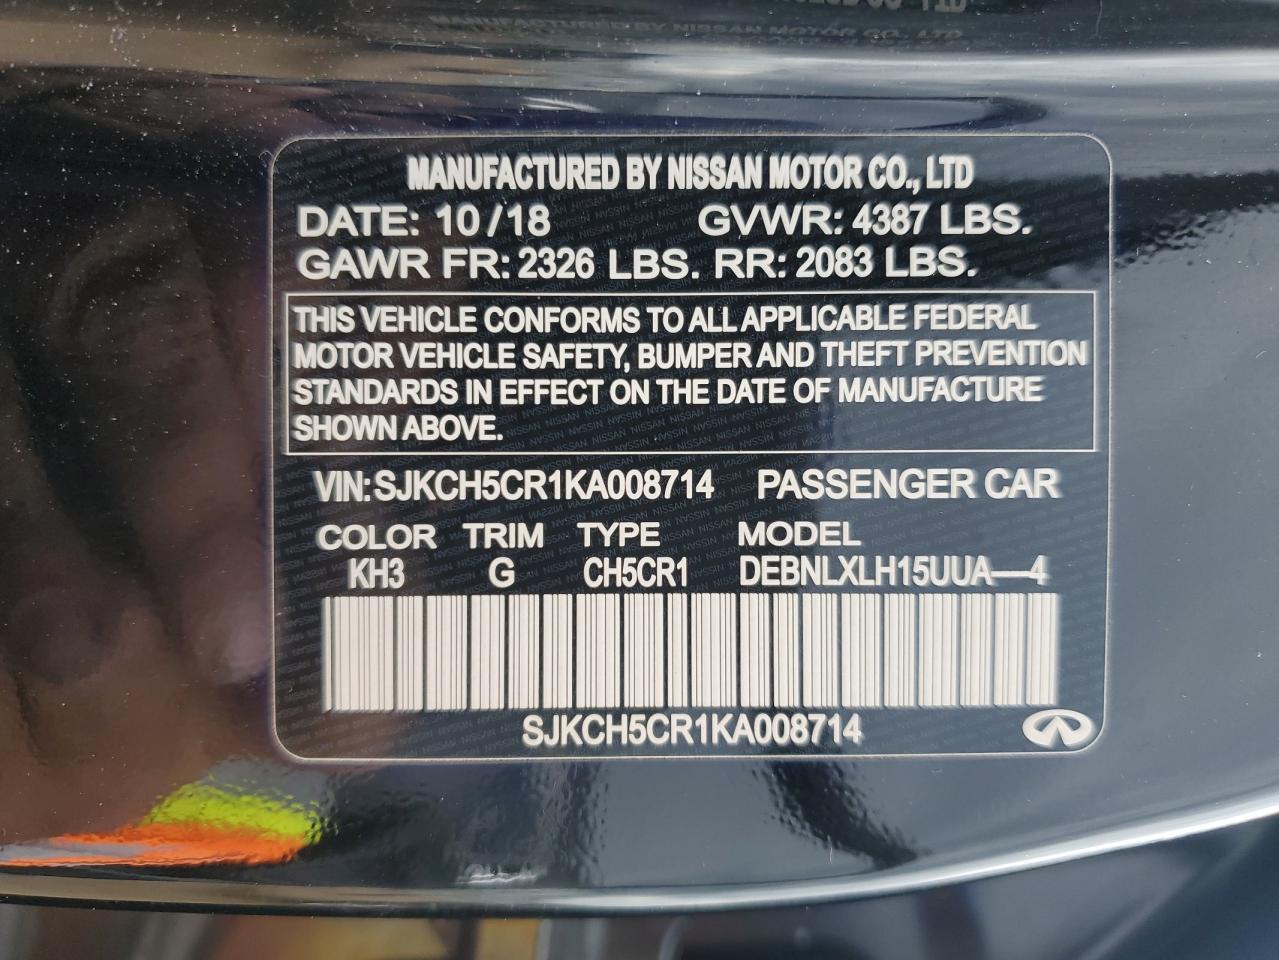 MANUFACTURED BY NISSAN MOTOR CO., LTD
DATE: 10/18 GVWR: 4387 LBS.
GAWR FR: 2326 LBS. RR: 2083 LBS.
THIS VEHICLE CONFORMS TO ALL APPLICABLE FEDERAL
MOTOR VEHICLE SAFETY, BUMPER AND THEFT PREVENTION
STANDARDS IN EFFECT ON THE DATE OF MANUFACTURE
SHOWN ABOVE.
VIN: SJKCH5CR1KA008714 PASSENGER CAR
COLOR TRIM TYPE MODEL
KH3 G CH5CR1 DEBNLXLH15UUA—4
SJKCH5CR1KA008714